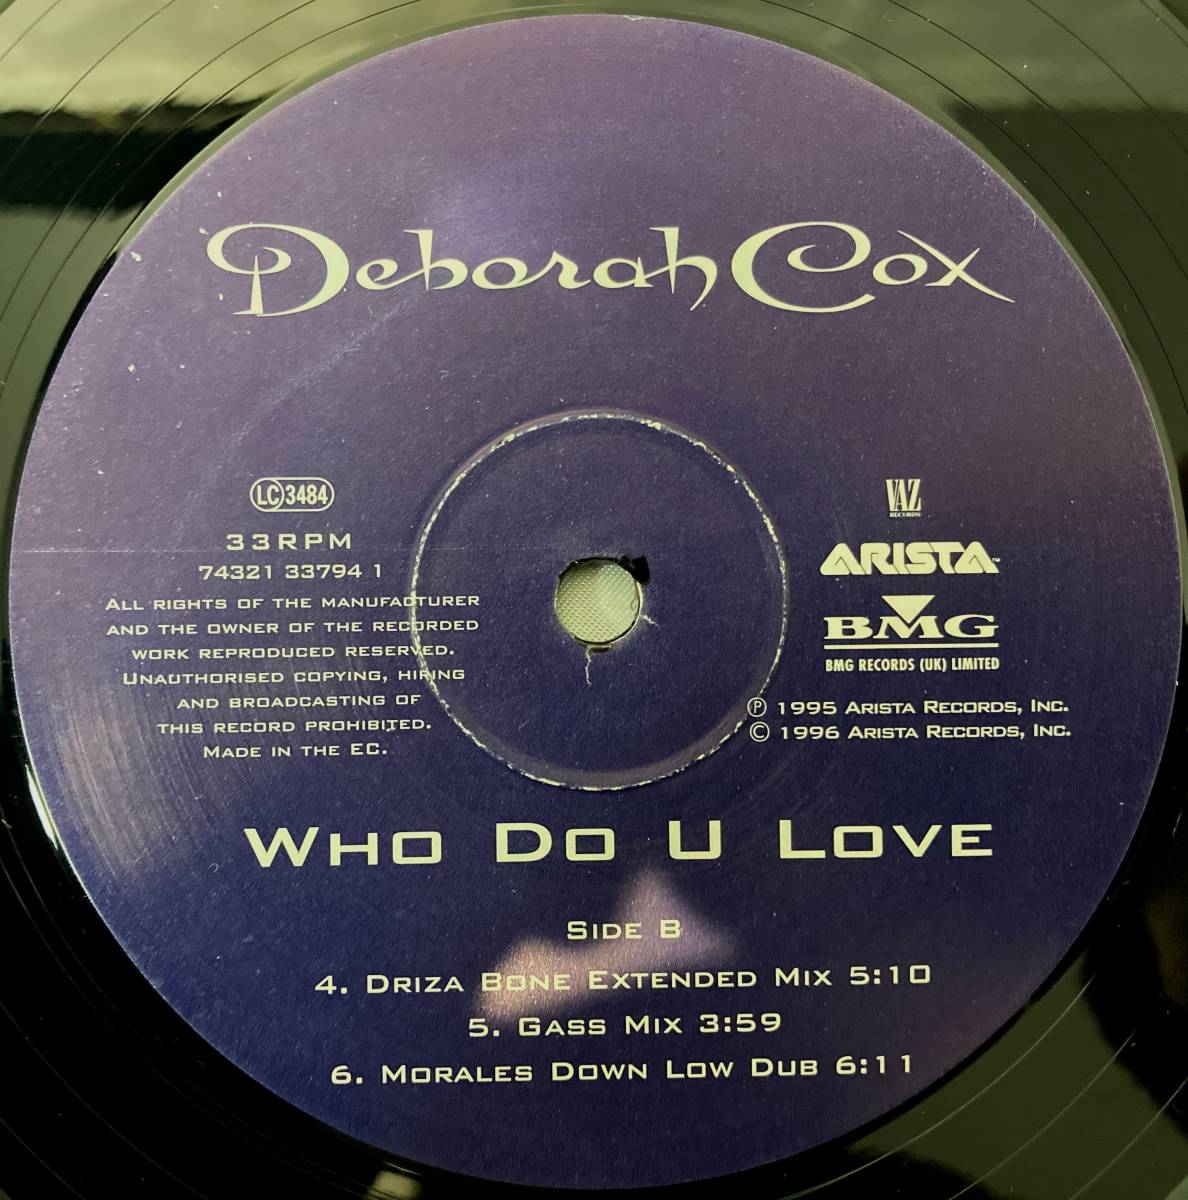 Deborah Cox
LC 3484
33RPM
74321 33794 1
ALL RIGHTS OF THE MANUFACTURER
AND THE OWNER OF THE RECORDED
WORK REPRODUCED RESERVED.
UNAUTHORISED COPYING, HIRING
AND BROADCASTING OF
THIS RECORD PROHIBITED.
MADE IN THE EC.
VAZ
RECORDS
ARISTA™
BMG
BMG RECORDS (UK) LIMITED
℗ 1995 ARISTA RECORDS, INC.
© 1996 ARISTA RECORDS, INC.
WHO DO U LOVE
SIDE B
4. DRIZA BONE EXTENDED MIX 5:10
5. GASS MIX 3:59
6. MORALES DOWN LOW DUB 6:11